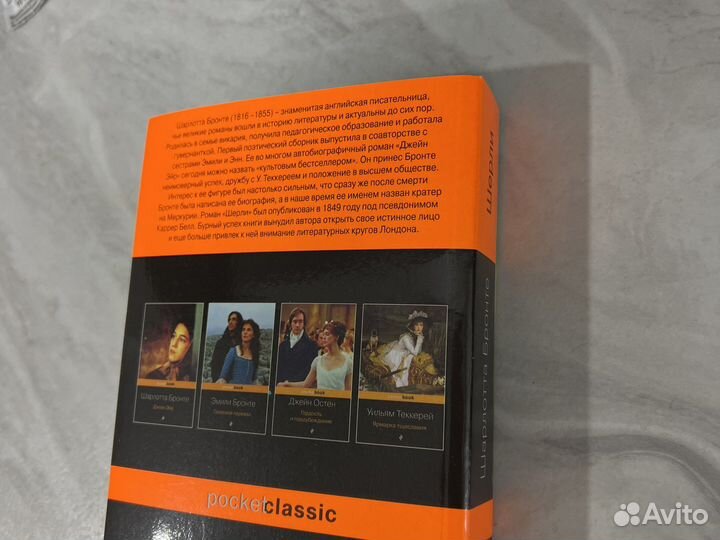 Шарлотта Бронте (1816 –1855) – знаменитая английская писательница,
чьи великие романы вошли в историю литературы и актуальны до сих пор.
Родилась в семье викария, получила педагогическое образование и работала
гувернанткой. Первый поэтический сборник выпустила в соавторстве с
сестрами Эмили и Энн. Ее во многом автобиографичный роман «Джейн
Эйр» сегодня можно назвать «культовым бестселлером». Он принес Бронте
неимоверный успех, дружбу с У. Теккереем и положение в высшем обществе.
Интерес к ее фигуре был настолько сильным, что сразу же после смерти
Бронте была написана ее биография, а в наше время ее именем назван кратер
на Меркурии. Роман «Шерли» был опубликован в 1849 году под псевдонимом
Каррер Белл. Бурный успех книги вынудил автора открыть свое истинное лицо
и еще больше привлек к ней внимание литературных кругов Лондона.
Шерли
Шарлотта Бронте
book
Шарлотта Бронте
Джейн Эйр
book
Эмили Бронте
Грозовой перевал
book
Джейн Остен
Гордость
и предубеждение
book
Уильям Теккерей
Ярмарка тщеславия
pocketclassic
Avito